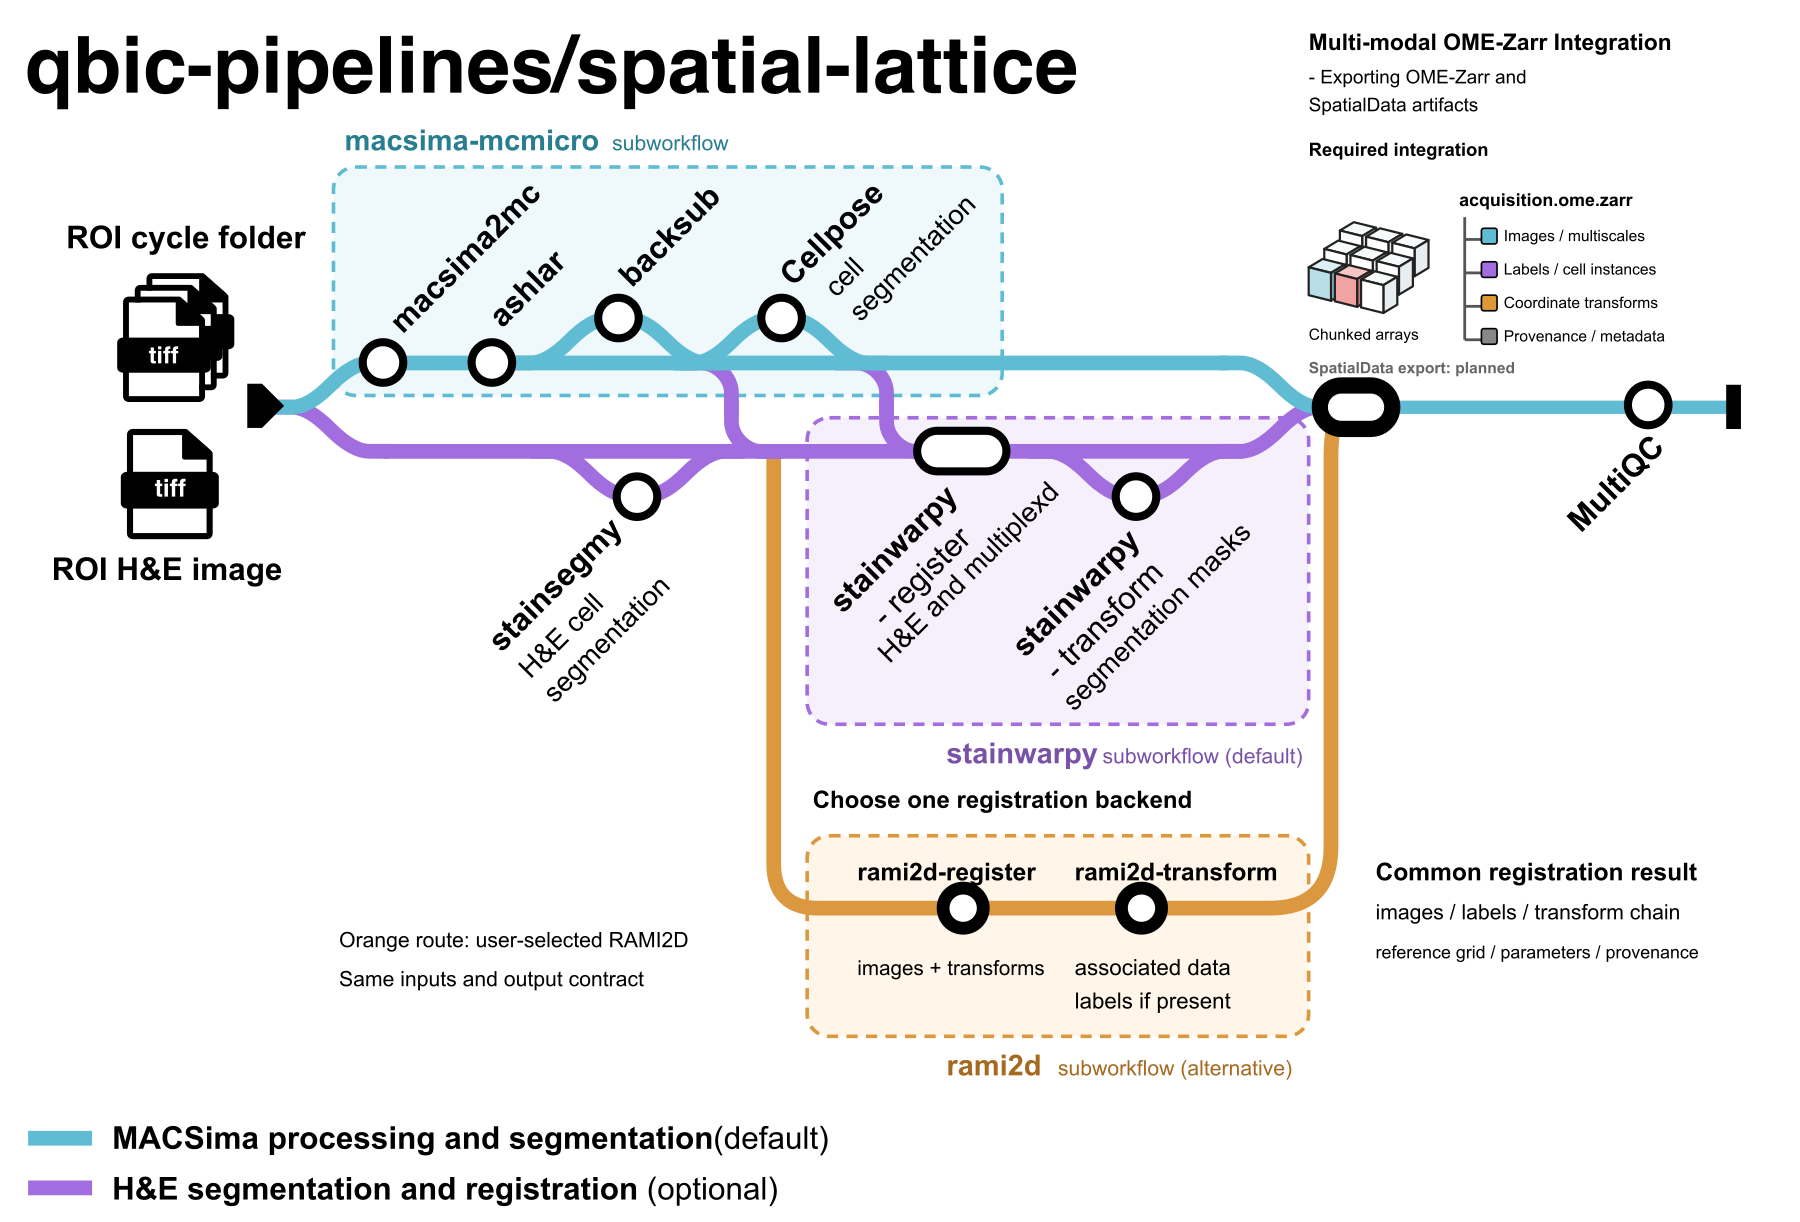 qbic-pipelines/spatial-lattice
Multi-modal OME-Zarr Integration
- Exporting OME-Zarr and
SpatialData artifacts
Required integration
acquisition.ome.zarr
Images / multiscales
Labels / cell instances
Coordinate transforms
Provenance / metadata
Chunked arrays
SpatialData export: planned
macsima-mcmicro subworkflow
macsima2mc
ashlar
backsub
Cellpose
cell
segmentation
ROI cycle folder
tiff
tiff
ROI H&E image
stainsegmy
H&E cell
segmentation
stainwarpy
- register
H&E and multiplexd
stainwarpy
- transform
segmentation masks
MultiQC
stainwarpy subworkflow (default)
Choose one registration backend
rami2d-register
rami2d-transform
images + transforms
associated data
labels if present
rami2d subworkflow (alternative)
Orange route: user-selected RAMI2D
Same inputs and output contract
Common registration result
images / labels / transform chain
reference grid / parameters / provenance
MACSima processing and segmentation(default)
H&E segmentation and registration (optional)